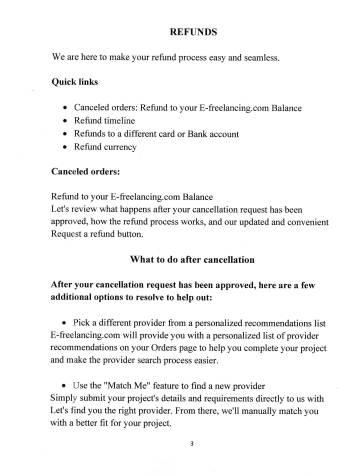 REFUNDS
We are here to make your refund process easy and seamless.
Quick links
• Canceled orders: Refund to your E-freelancing.com Balance
• Refund timeline
• Refunds to a different card or Bank account
• Refund currency
Canceled orders:
Refund to your E-freelancing.com Balance
Let's review what happens after your cancellation request has been
approved, how the refund process works, and our updated and convenient
Request a refund button.
What to do after cancellation
After your cancellation request has been approved, here are a few
additional options to resolve to help out:
• Pick a different provider from a personalized recommendations list
E-freelancing.com will provide you with a personalized list of provider
recommendations on your Orders page to help you complete your project
and make the provider search process easier.
• Use the "Match Me" feature to find a new provider
Simply submit your project's details and requirements directly to us with
Let's find you the right provider. From there, we'll manually match you
with a better fit for your project.
3